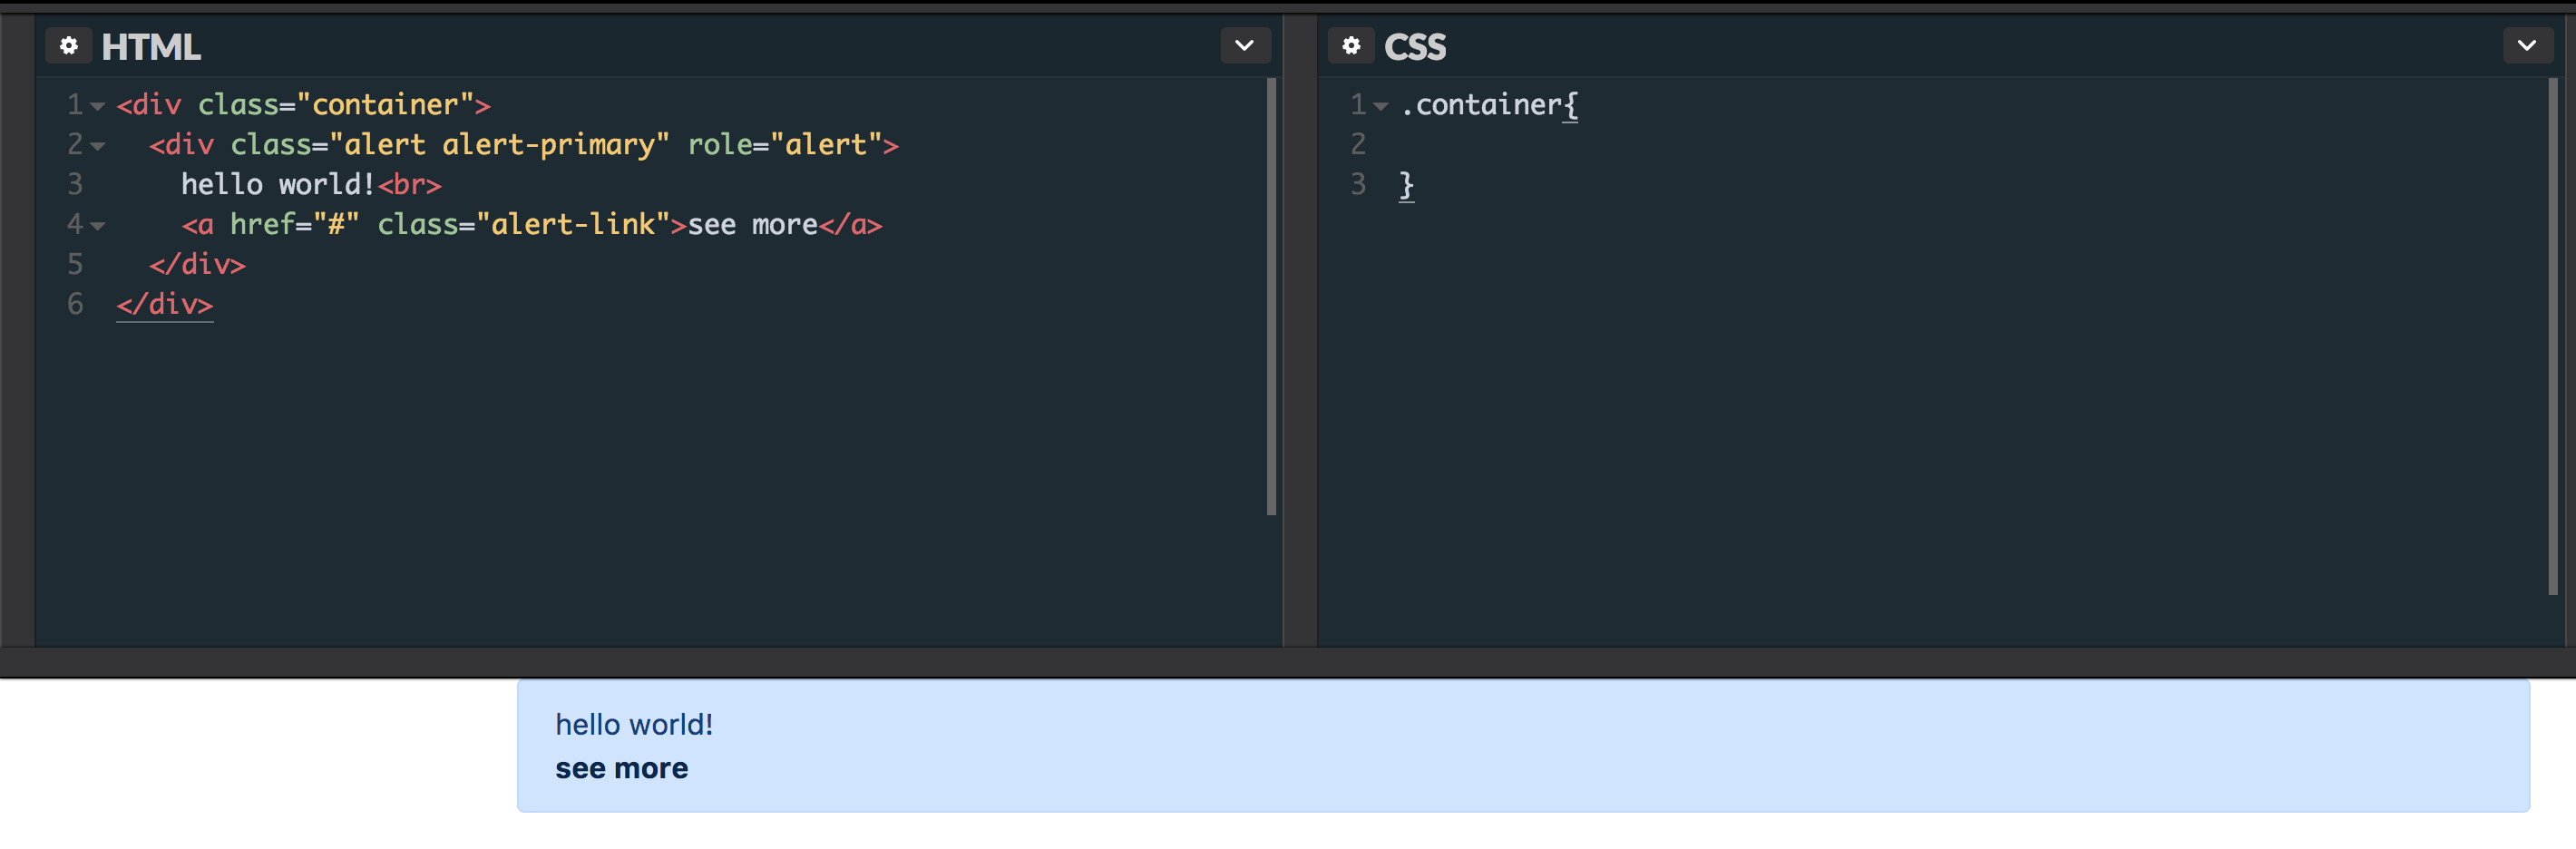 HTML
1 <div class="container">
2   <div class="alert alert-primary" role="alert">
3     hello world!<br>
4     <a href="#" class="alert-link">see more</a>
5   </div>
6 </div>
CSS
1 .container{
2
3 }
hello world!
see more